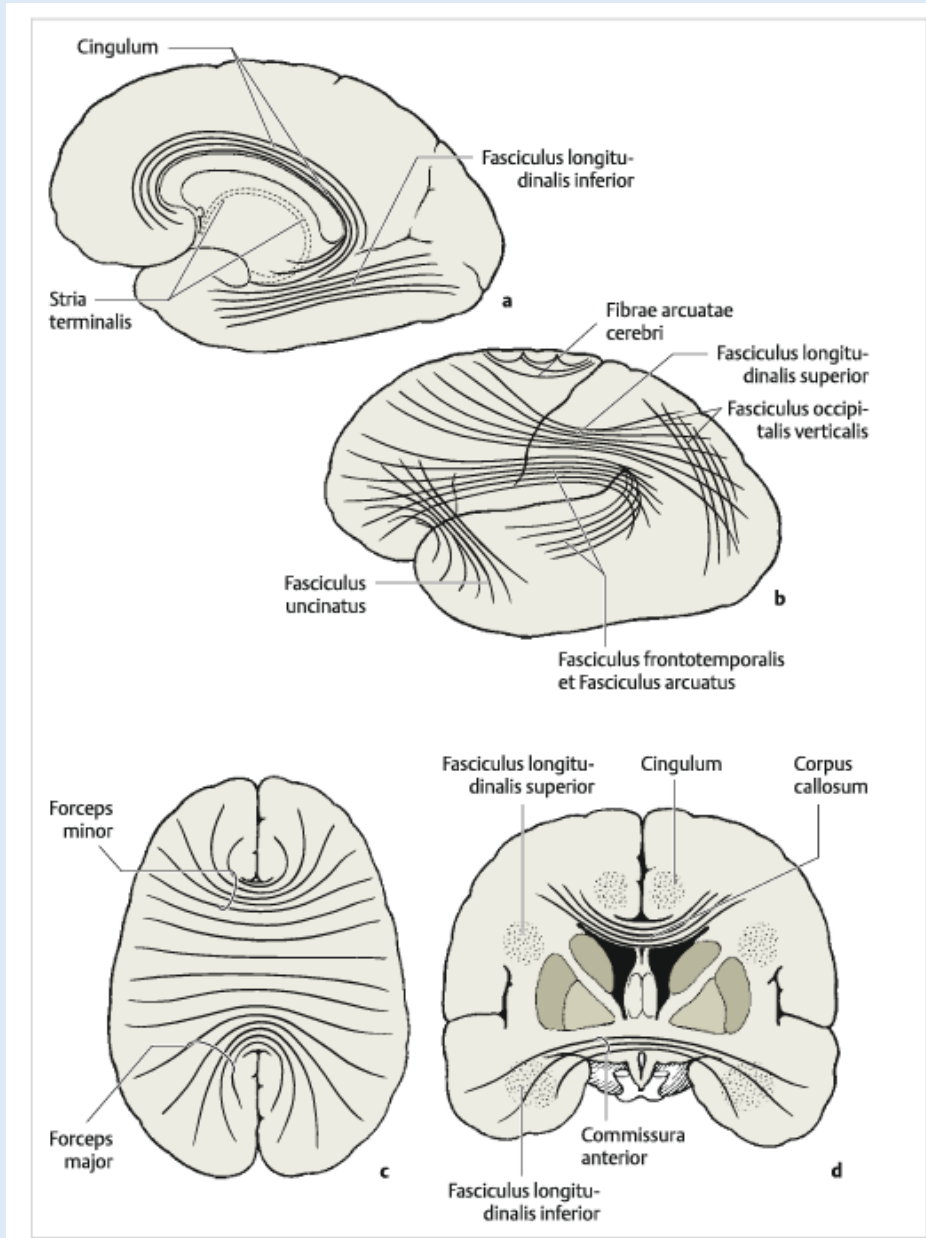 Cingulum
Fasciculus longitu-
dinalis inferior
Stria
terminalis
a
Fibrae arcuatae
cerebri
Fasciculus longitu-
dinalis superior
Fasciculus occipi-
talis verticalis
Fasciculus
uncinatus
b
Fasciculus frontotemporalis
et Fasciculus arcuatus
Forceps
minor
Forceps
major
c
Fasciculus longitu-
dinalis superior
Cingulum
Corpus
callosum
Commissura
anterior
d
Fasciculus longitu-
dinalis inferior